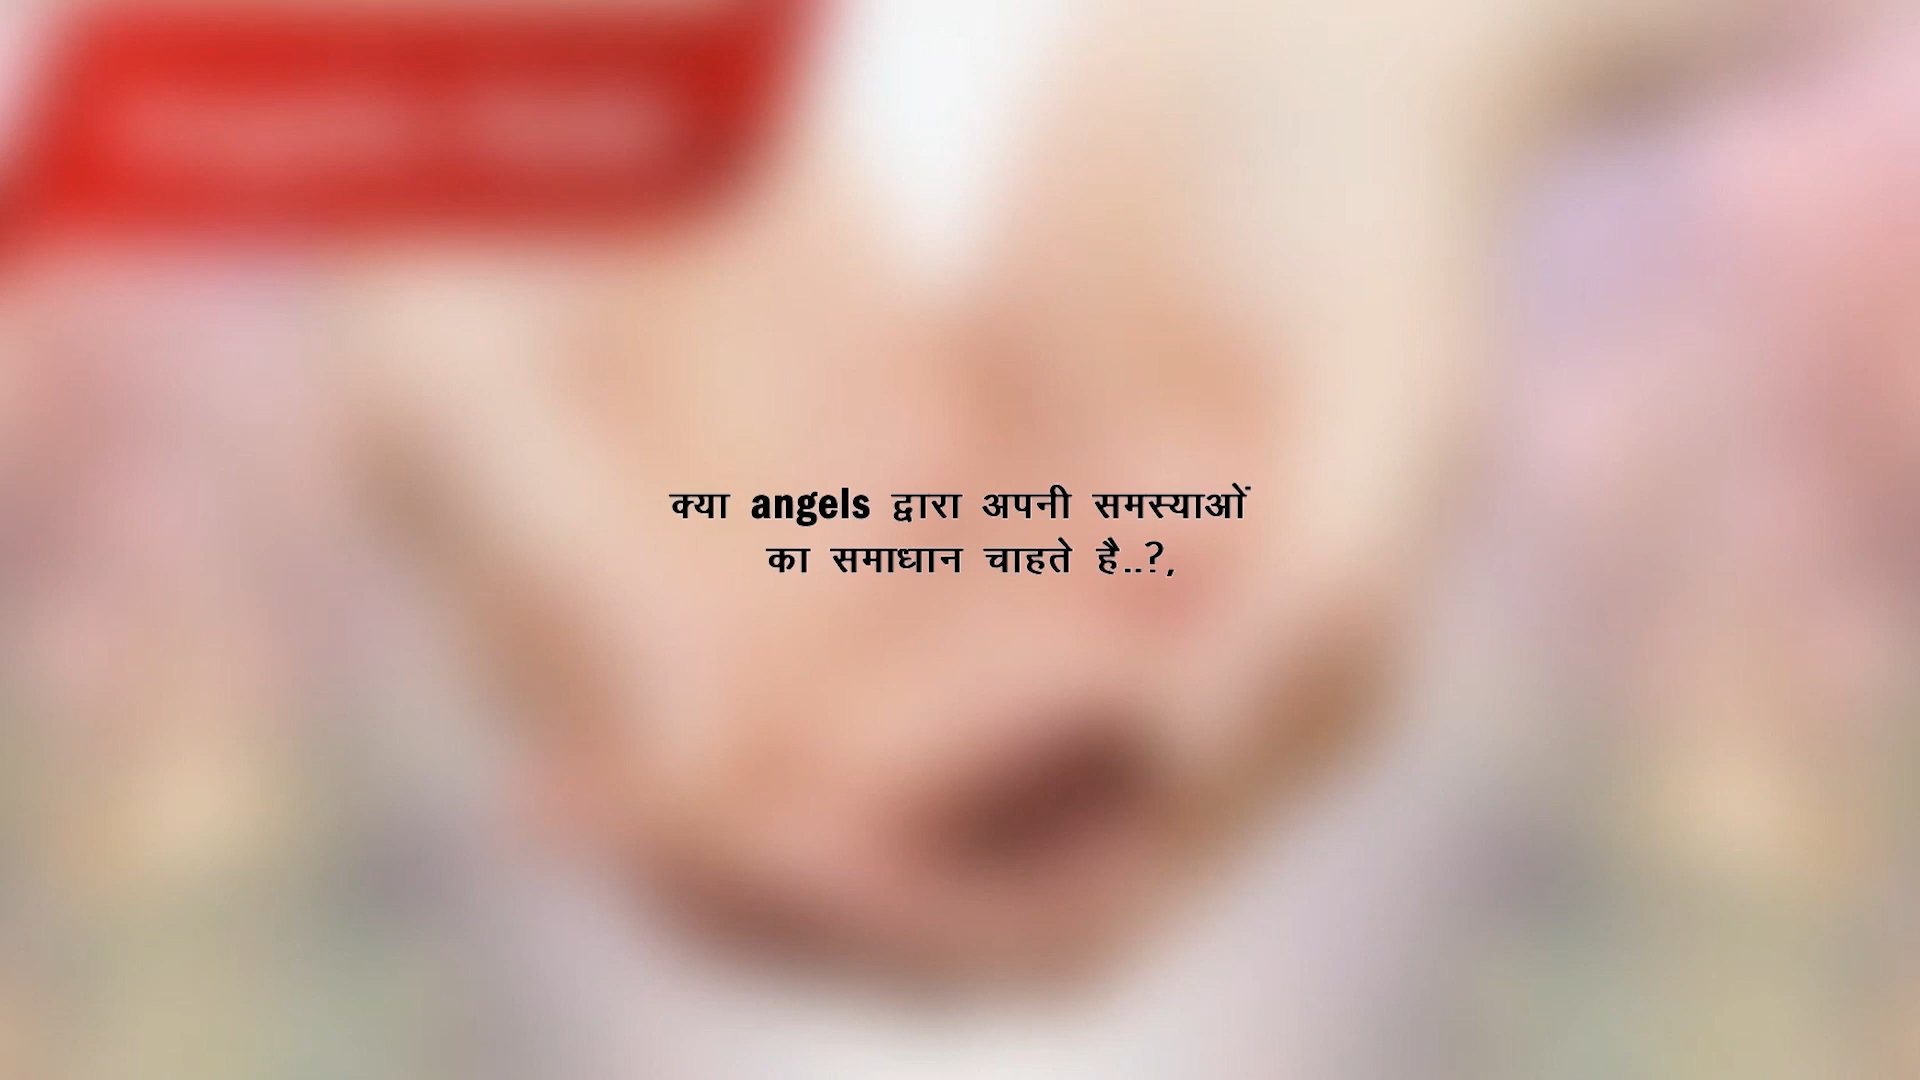 क्या angels द्वारा अपनी समस्याओं
का समाधान चाहते है..?,